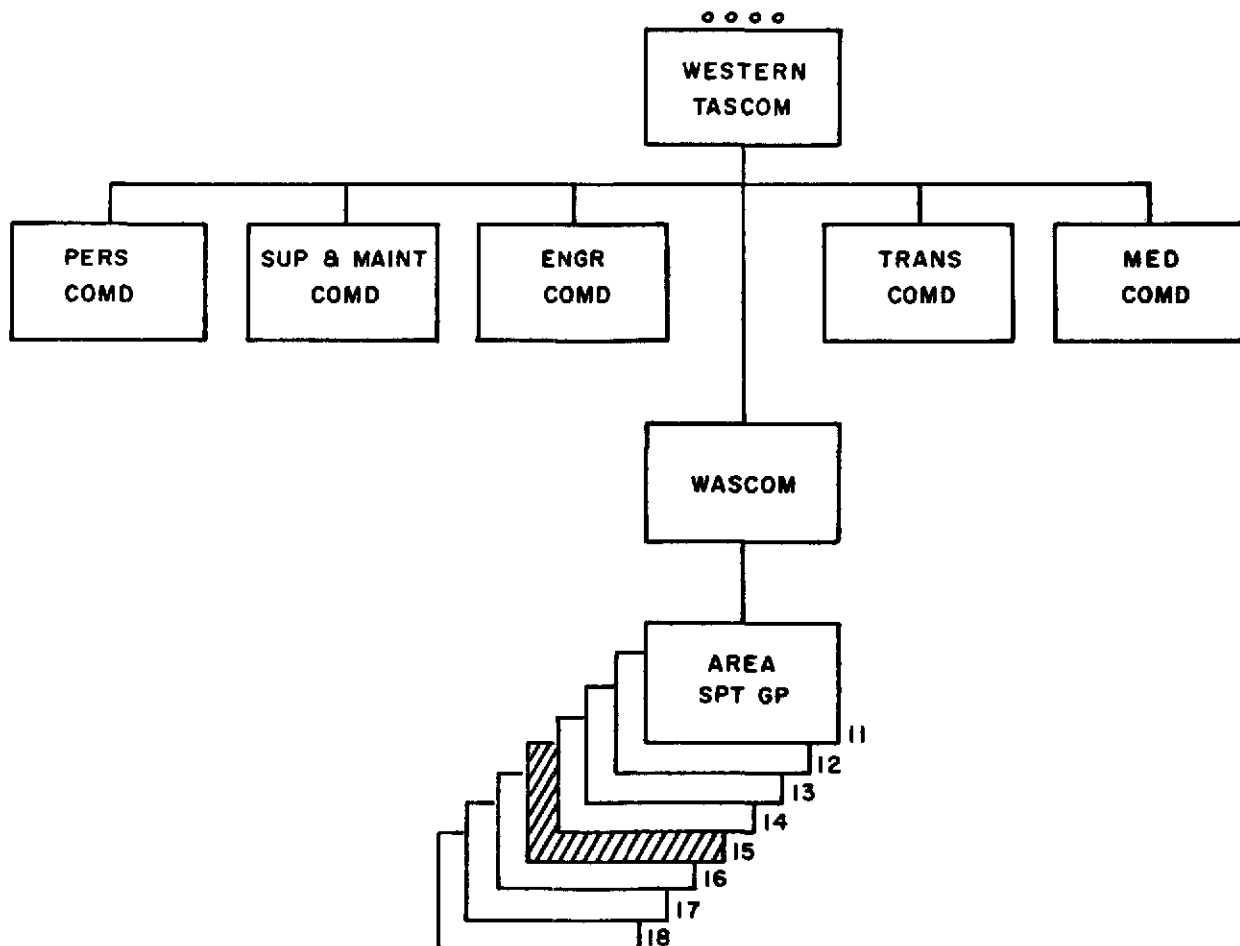 WESTERN
TASCOM
PERS
COMD
SUP & MAINT
COMD
ENGR
COMD
TRANS
COMD
MED
COMD
WASCOM
AREA
SPT GP
11
12
13
14
15
16
17
18